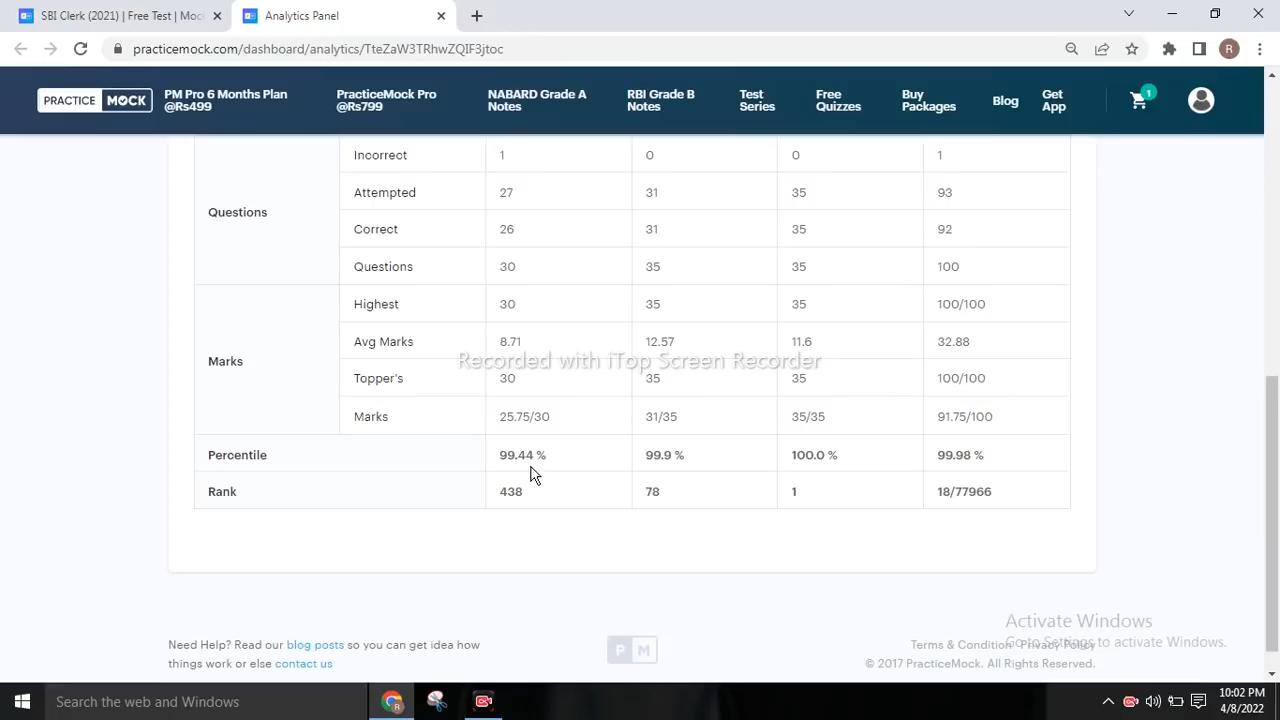 SBI Clerk (2021) | Free Test | Moc
Analytics Panel
practicemock.com/dashboard/analytics/TteZaW3TRhwZQIF3jtoc
R
PRACTICE MOCK
PM Pro 6 Months Plan @Rs499
PracticeMock Pro @Rs799
NABARD Grade A Notes
RBI Grade B Notes
Test Series
Free Quizzes
Buy Packages
Blog
Get App
1
Incorrect 1 0 0 1
Attempted 27 31 35 93
Questions
Correct 26 31 35 92
Questions 30 35 35 100
Highest 30 35 35 100/100
Avg Marks 8.71 12.57 11.6 32.88
Marks
Recorded with iTop Screen Recorder
Topper's 30 35 35 100/100
Marks 25.75/30 31/35 35/35 91.75/100
Percentile 99.44 % 99.9 % 100.0 % 99.98 %
Rank 438 78 1 18/77966
Activate Windows
Go to Settings to activate Windows.
Need Help? Read our blog posts so you can get idea how
things work or else contact us
P M
Terms & Condition Privacy Policy
© 2017 PracticeMock. All Rights Reserved.
Search the web and Windows
10:02 PM
4/8/2022